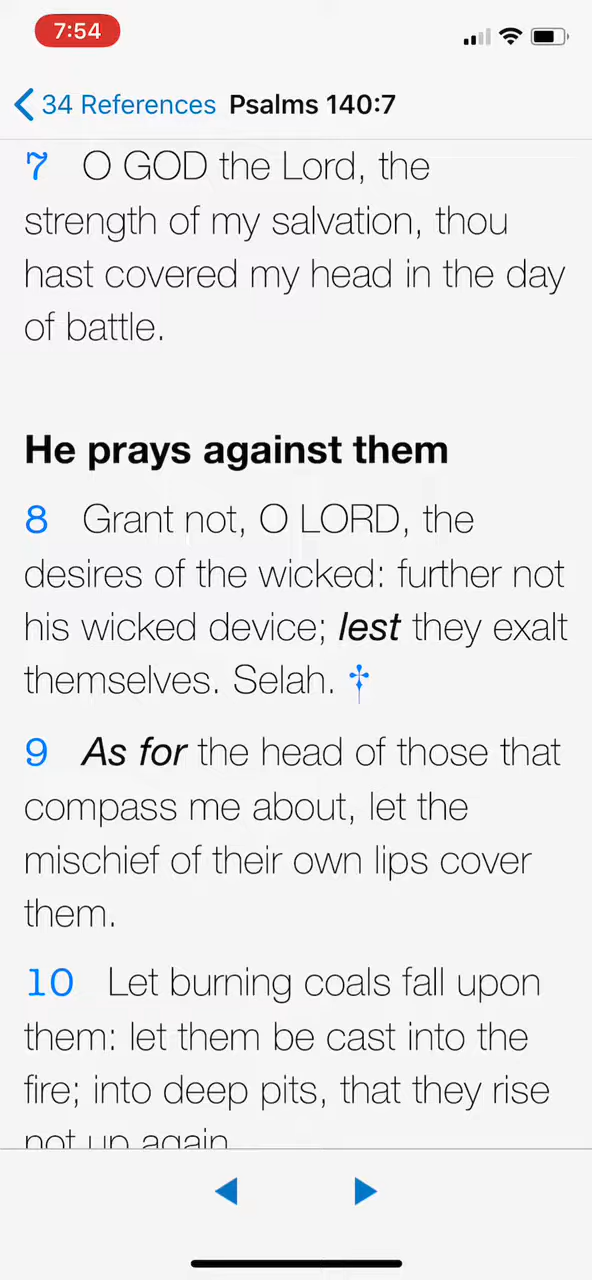 7:54
34 References Psalms 140:7
7 O GOD the Lord, the
strength of my salvation, thou
hast covered my head in the day
of battle.
He prays against them
8 Grant not, O LORD, the
desires of the wicked: further not
his wicked device; lest they exalt
themselves. Selah. †
9 As for the head of those that
compass me about, let the
mischief of their own lips cover
them.
10 Let burning coals fall upon
them: let them be cast into the
fire; into deep pits, that they rise
not up again